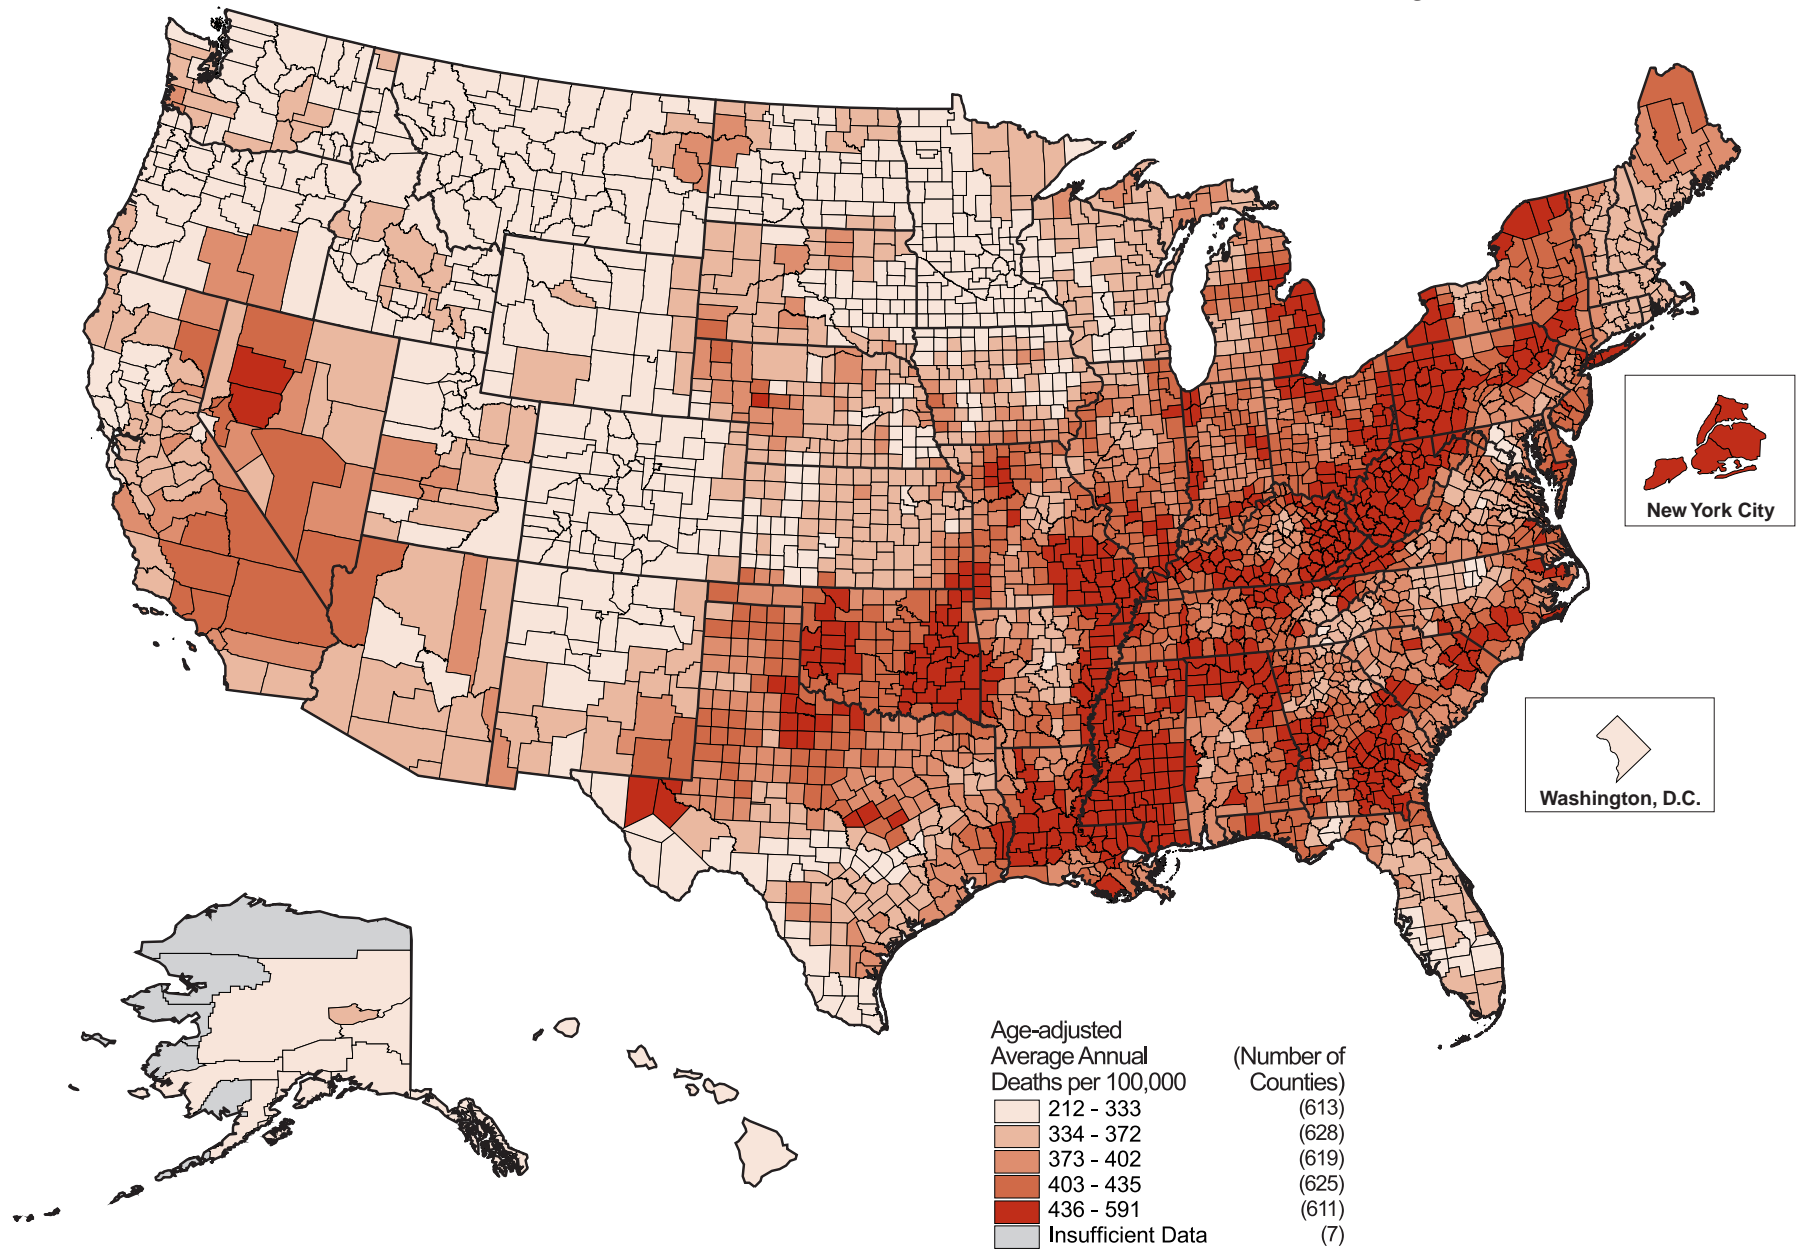 New York City
Washington, D.C.
Age-adjusted
Average Annual (Number of
Deaths per 100,000 Counties)
212 - 333 (613)
334 - 372 (628)
373 - 402 (619)
403 - 435 (625)
436 - 591 (611)
Insufficient Data (7)